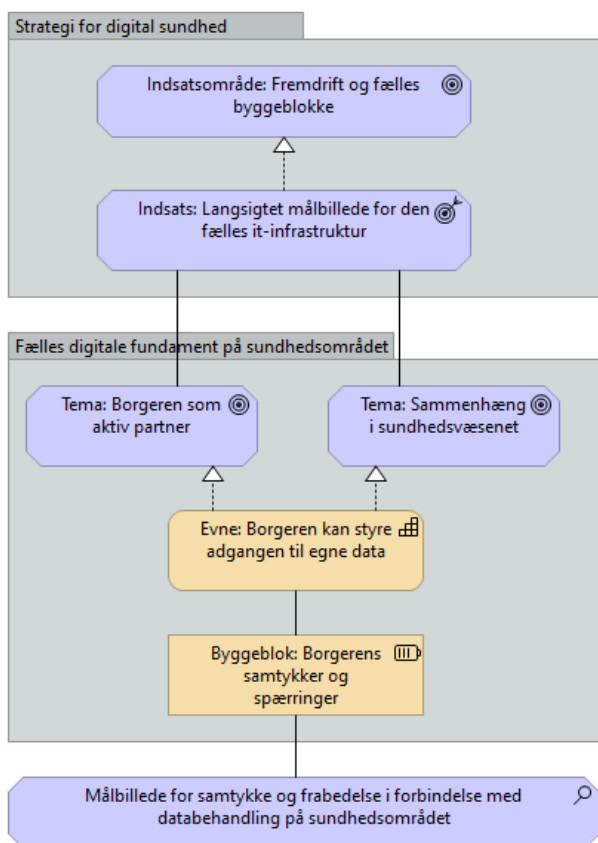 Strategi for digital sundhed
Indsatsområde: Fremdrift og fælles
byggeblokke
Indsats: Langsigtet målbillede for den
fælles it-infrastruktur
Fælles digitale fundament på sundhedsområdet
Tema: Borgeren som
aktiv partner
Tema: Sammenhæng
i sundhedsvæsenet
Evne: Borgeren kan styre
adgangen til egne data
Byggeblok: Borgerens
samtykker og
spærringer
Målbillede for samtykke og frabedelse i forbindelse med
databehandling på sundhedsområdet